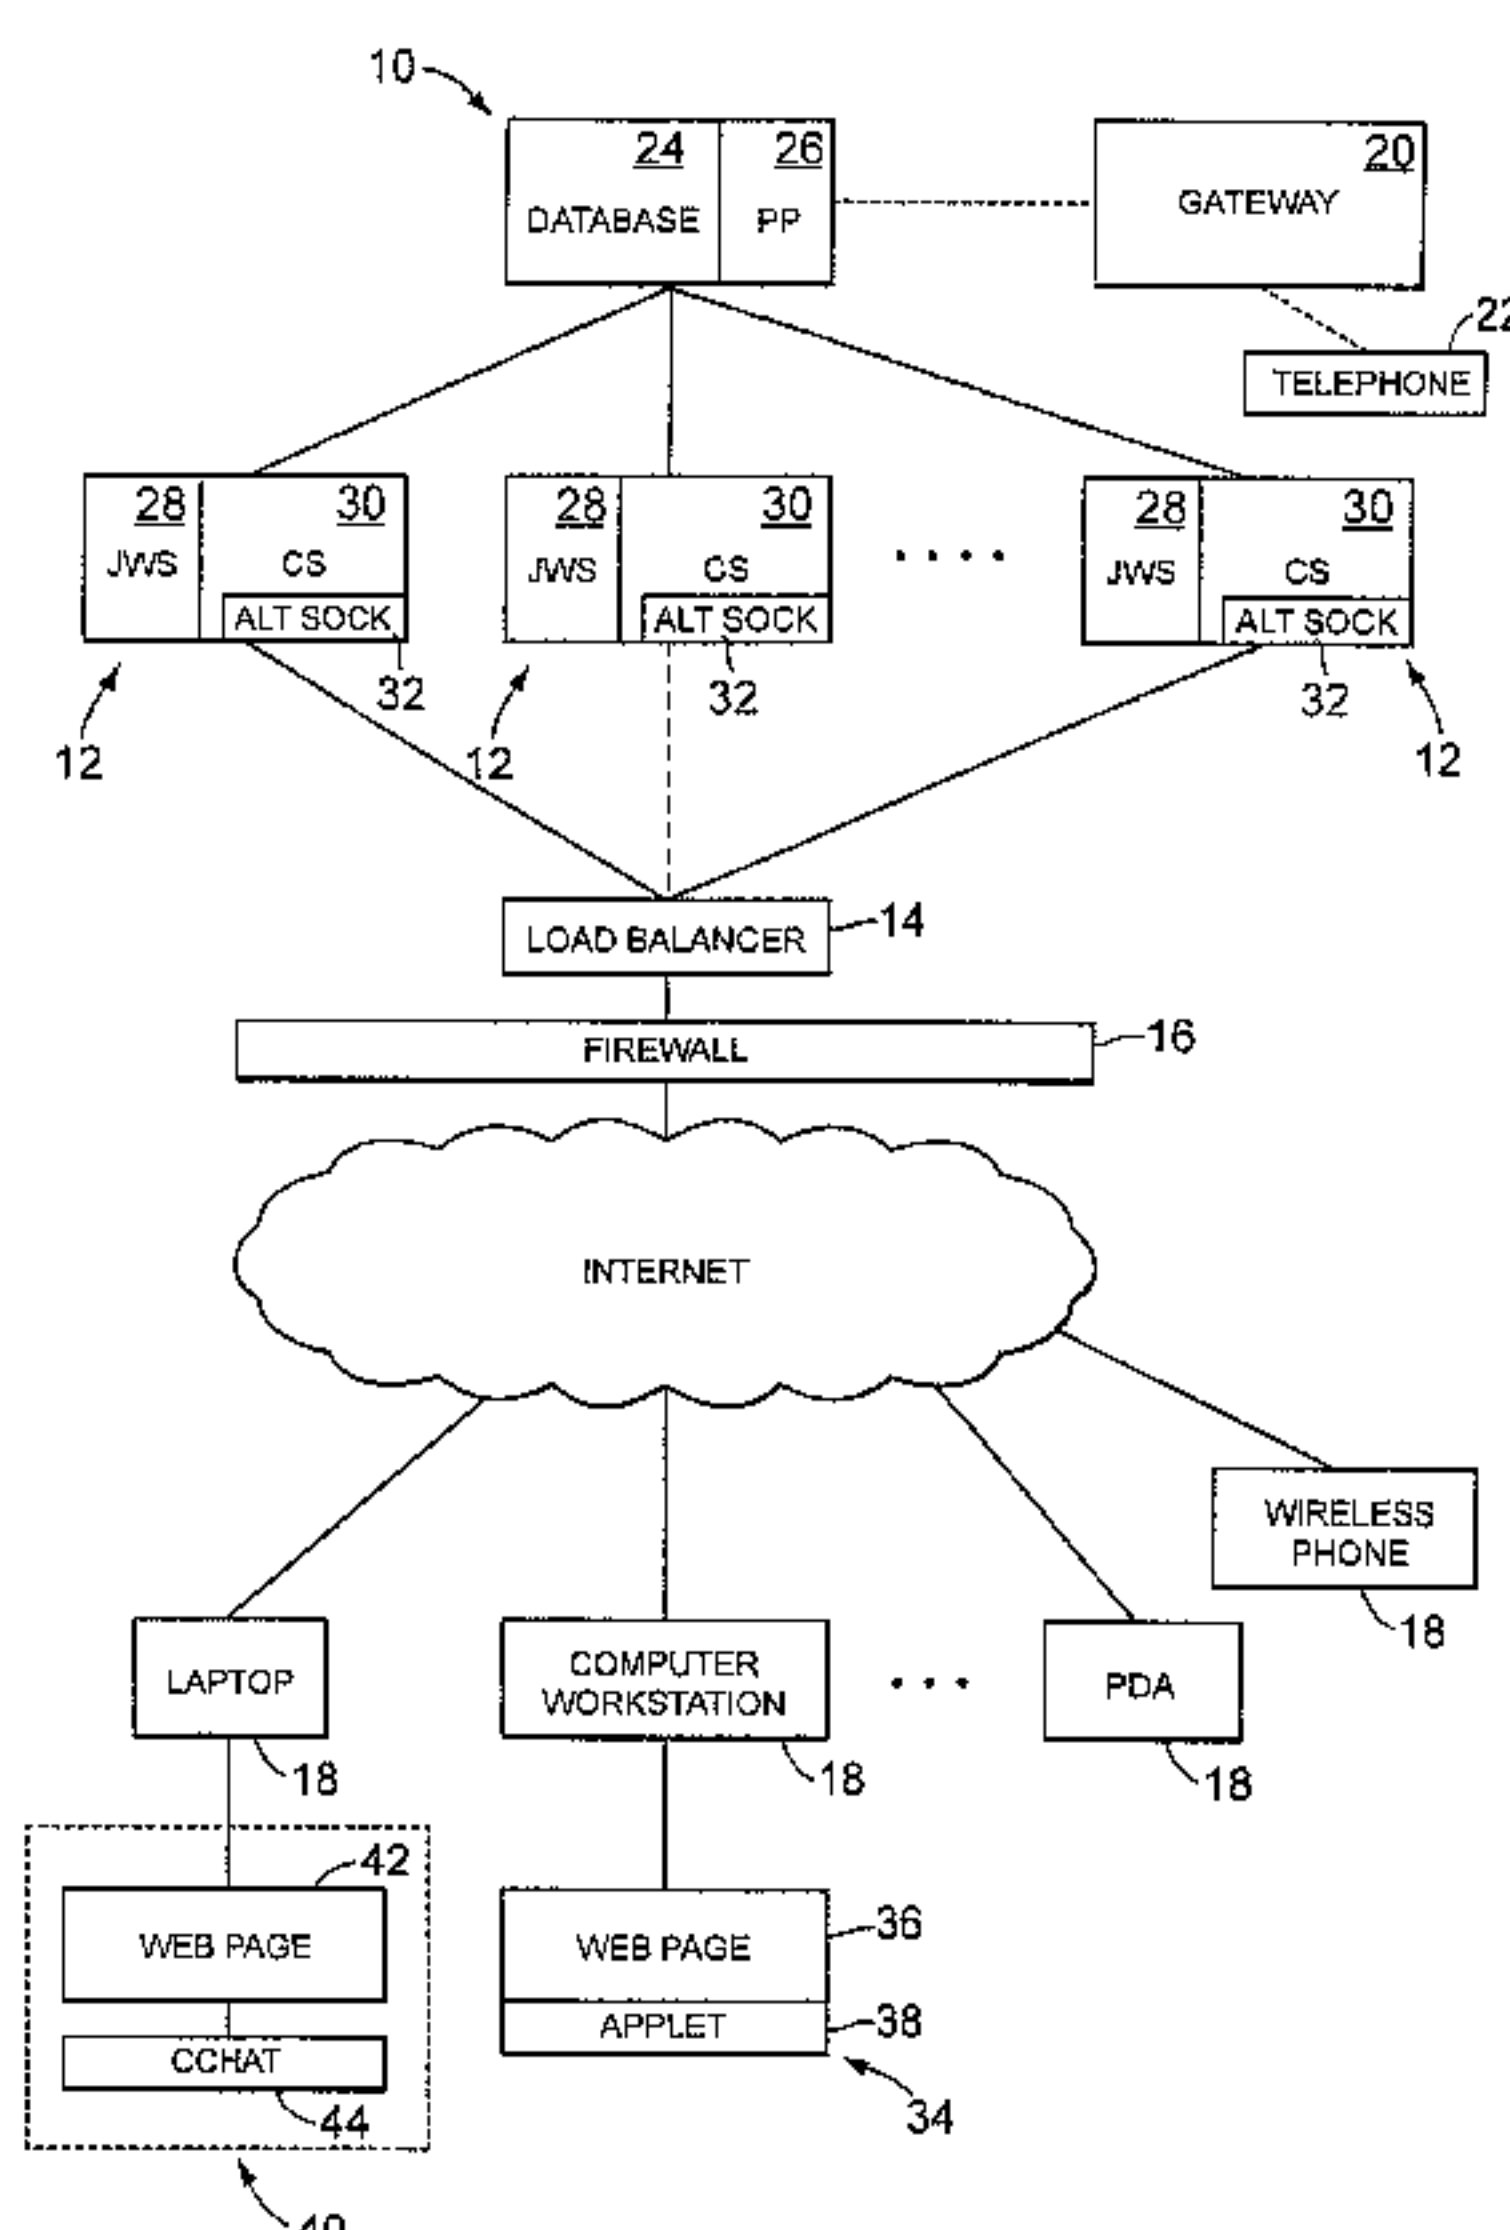 10
24
26
20
DATABASE
PP
GATEWAY
22
TELEPHONE
28
30
28
30
28
30
JWS
CS
JWS
CS
JWS
CS
ALT SOCK
ALT SOCK
ALT SOCK
32
32
32
12
12
12
LOAD BALANCER
14
FIREWALL
16
INTERNET
WIRELESS
PHONE
18
LAPTOP
COMPUTER
WORKSTATION
PDA
18
18
18
42
WEB PAGE
WEB PAGE
36
CCHAT
APPLET
38
44
34
40